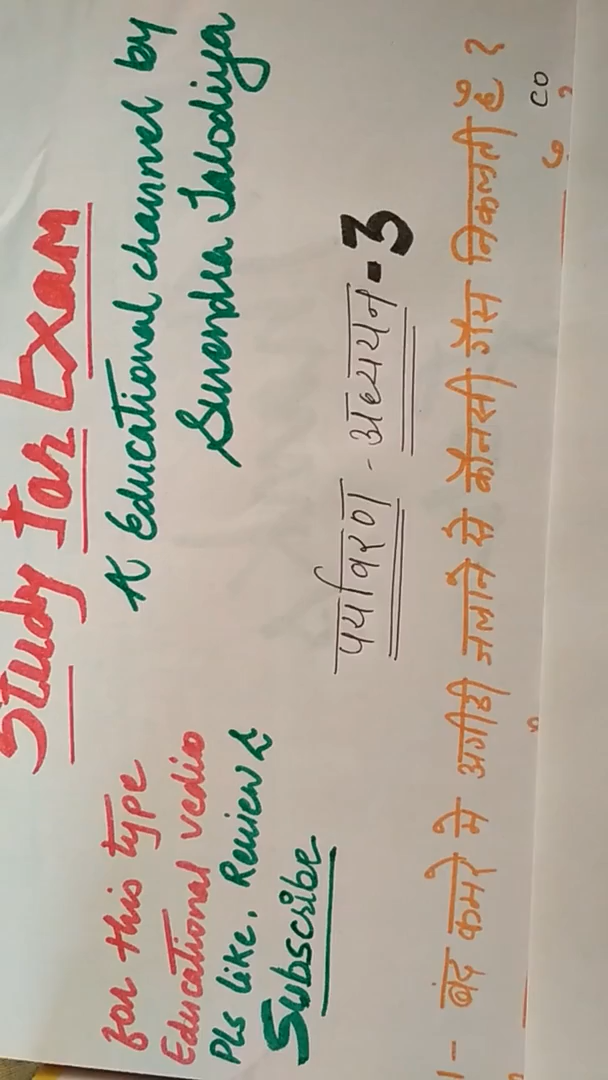 Study For Exam
A Educational channel by
Surendra Jalodiya
for this type
Educational vedio
Pls like, Review &
Subscribe
पर्यावरण - अध्ययन - 3
1- बंद कमरे मे अगीठी जलाने से कौनसी गैस निकलती हैं ?
CO